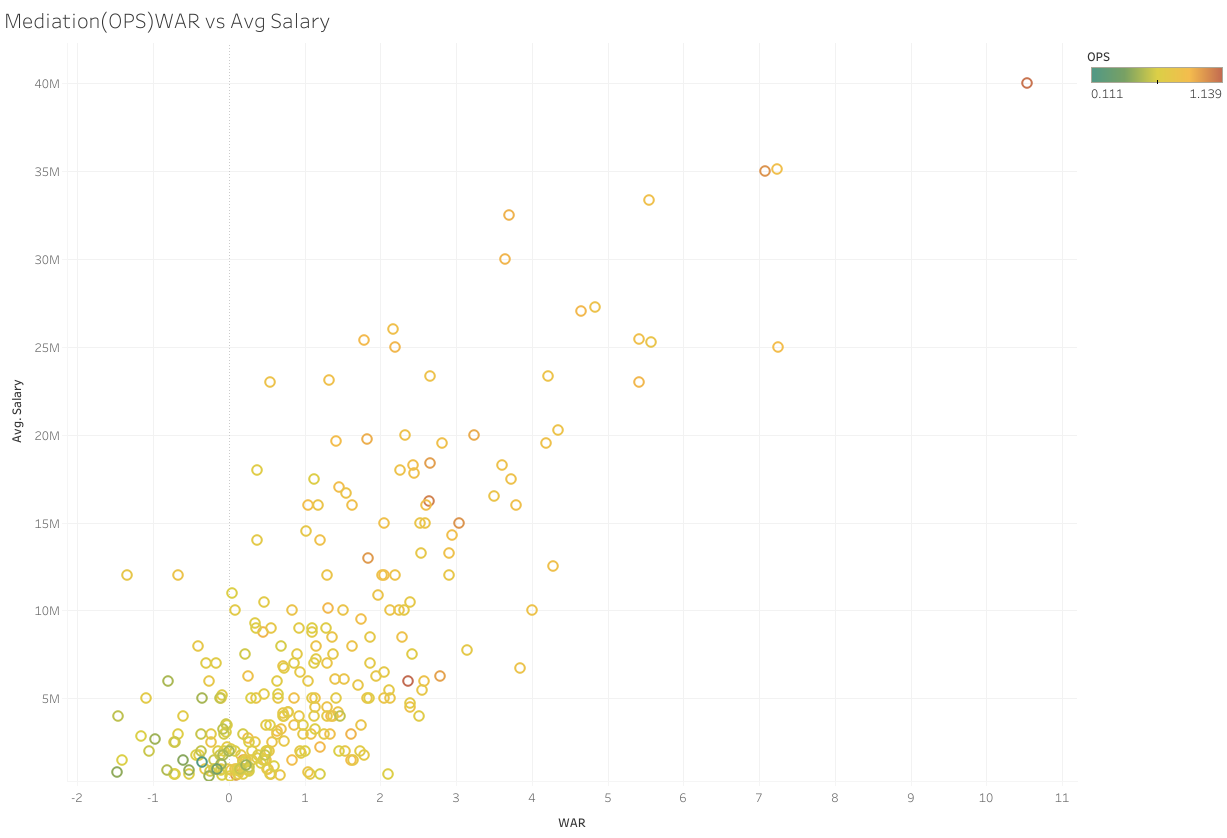 Mediation(OPS)WAR vs Avg Salary
OPS
0.111 1.139
40M
35M
30M
25M
20M
15M
10M
5M
Avg. Salary
-2 -1 0 1 2 3 4 5 6 7 8 9 10 11
WAR